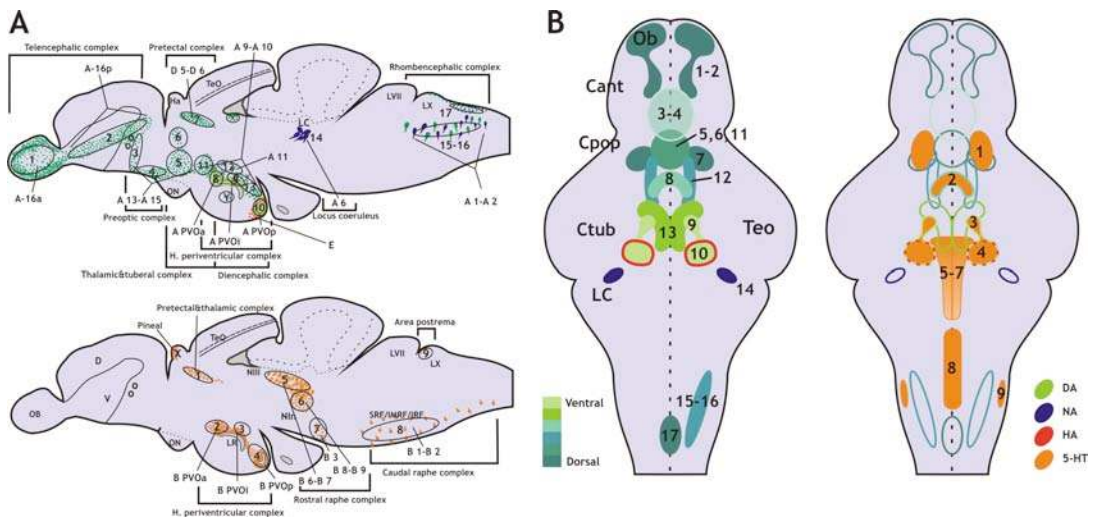 A
B
Telencephalic complex
Pretectal complex
A 9-A 10
D 5-D 6
A-16p
TeO
Ha
Rhombencephalic complex
LVII
LX
LC
17
14
15-16
1
2
3
4
5
6
7
8
10
11
12
A 11
ON
A-16a
A 13-A 15
Preoptic complex
A PVOa
A PVOi
A PVOp
E
A 6
Locus coeruleus
A 1-A 2
H. periventricular complex
Thalamic&tuberal complex
Diencephalic complex
Pretectal&thalamic complex
Pineal
TeO
Area postrema
LVII
LX
9
D
V
OB
X
1
NIII
5
6
NIn
ON
2
3
LR
4
7
SRF/IMRF/IRF
8
B 3
B 1-B 2
B 8-B 9
B 6-B 7
B PVOa
B PVOi
B PVOp
Caudal raphe complex
Rostral raphe complex
H. periventricular complex
Ob
1-2
Cant
3-4
5,6,11
Cpop
7
8
12
Ctub
13
9
Teo
10
LC
14
15-16
17
Ventral
Dorsal
1
2
3
4
5-7
8
9
DA
NA
HA
5-HT